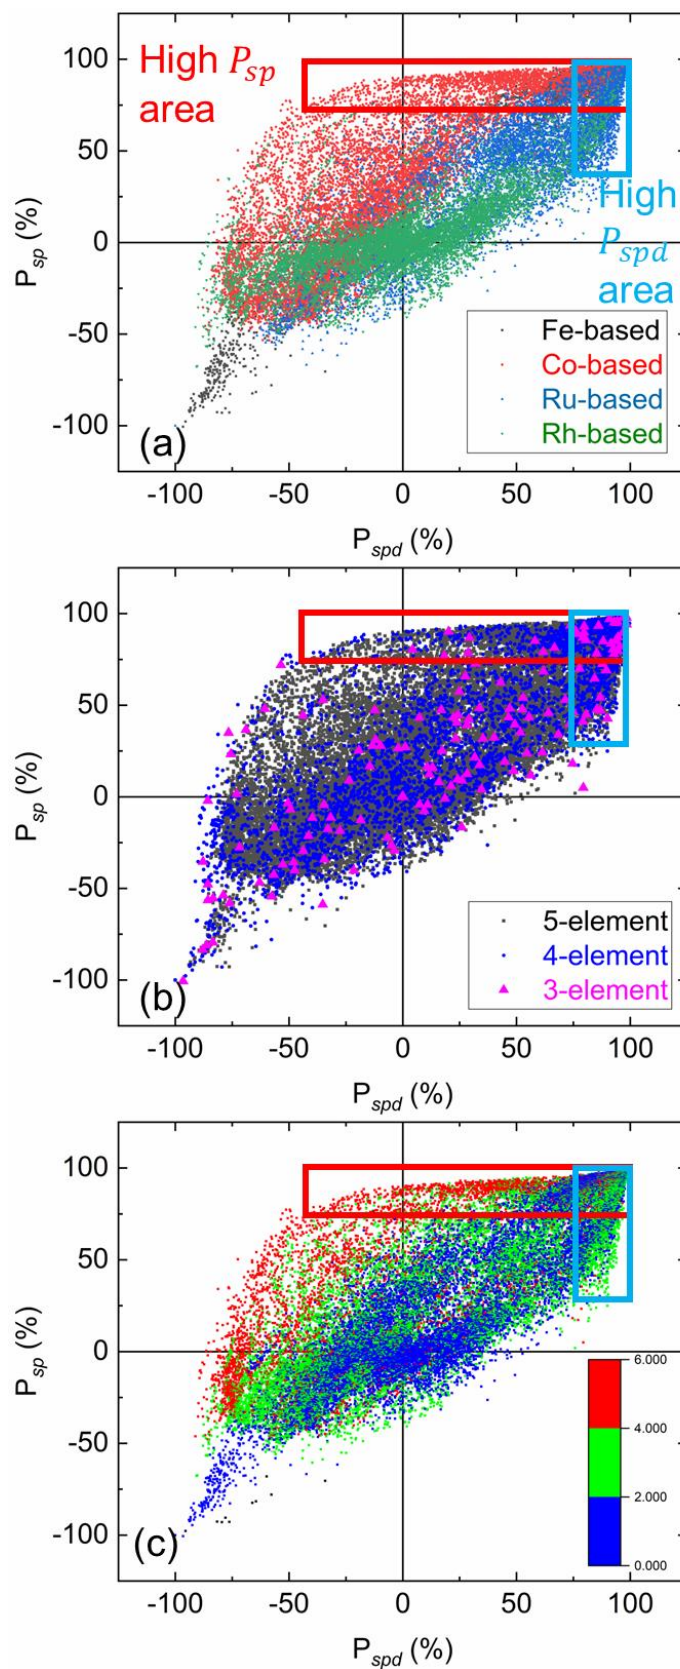 High P_sp
area
High
P_spd
area
P_sp (%)
100
50
0
-50
-100
Fe-based
Co-based
Ru-based
Rh-based
(a)
-100 -50 0 50 100
P_spd (%)
P_sp (%)
100
50
0
-50
-100
5-element
4-element
3-element
(b)
-100 -50 0 50 100
P_spd (%)
P_sp (%)
100
50
0
-50
-100
6.000
4.000
2.000
0.000
(c)
-100 -50 0 50 100
P_spd (%)